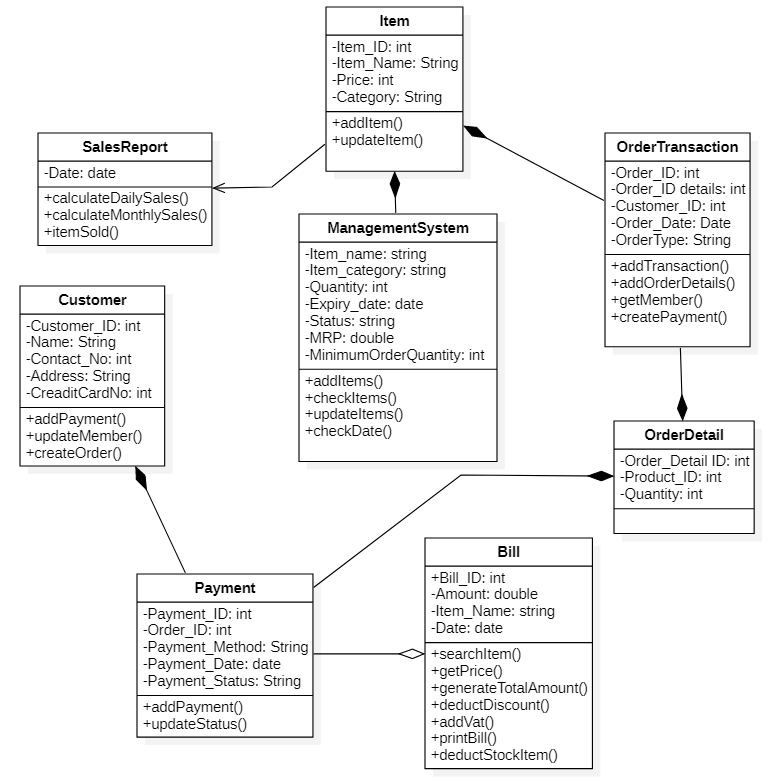 Item
-Item_ID: int
-Item_Name: String
-Price: int
-Category: String
+addItem()
+updateItem()
SalesReport
-Date: date
+calculateDailySales()
+calculateMonthlySales()
+itemSold()
OrderTransaction
-Order_ID: int
-Order_ID details: int
-Customer_ID: int
-Order_Date: Date
-OrderType: String
+addTransaction()
+addOrderDetails()
+getMember()
+createPayment()
ManagementSystem
-Item_name: string
-Item_category: string
-Quantity: int
-Expiry_date: date
-Status: string
-MRP: double
-MinimumOrderQuantity: int
+addItems()
+checkItems()
+updateItems()
+checkDate()
Customer
-Customer_ID: int
-Name: String
-Contact_No: int
-Address: String
-CreaditCardNo: int
+addPayment()
+updateMember()
+createOrder()
OrderDetail
-Order_Detail ID: int
-Product_ID: int
-Quantity: int
Payment
-Payment_ID: int
-Order_ID: int
-Payment_Method: String
-Payment_Date: date
-Payment_Status: String
+addPayment()
+updateStatus()
Bill
+Bill_ID: int
-Amount: double
-Item_Name: string
-Date: date
+searchItem()
+getPrice()
+generateTotalAmount()
+deductDiscount()
+addVat()
+printBill()
+deductStockItem()